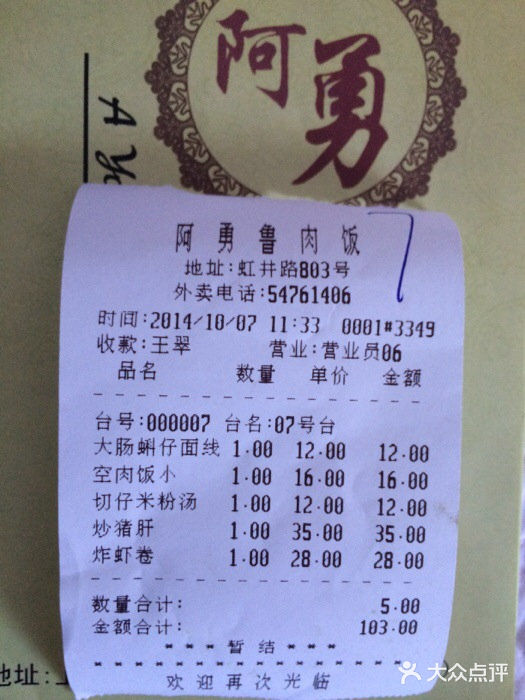 阿勇
A Yo
阿勇鲁肉饭
7
地址:虹井路803号
外卖电话:54761406
时间:2014/10/07 11:33 0001#3349
收款:王翠 营业:营业员06
品名 数量 单价 金额
台号:000007 台名:07号台
大肠蝌仔面线 1.00 12.00 12.00
空肉饭小 1.00 16.00 16.00
切仔米粉汤 1.00 12.00 12.00
炒猪肝 1.00 35.00 35.00
炸虾卷 1.00 28.00 28.00
数量合计: 5.00
金额合计: 103.00
***暂结***
欢迎再次光临
地址:
大众点评